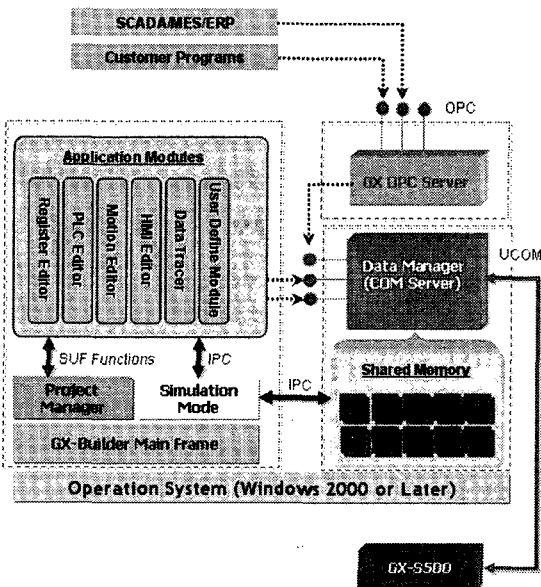 SCADA/MES/ERP
Customer Programs
OPC
GX OPC Server
Application Modules
Register Editor
PLC Editor
Motion Editor
HMI Editor
Data Tracer
User Define Module
UCOM
Data Manager
(COM Server)
BUF Functions
IPC
Shared Memory
Project
Manager
Simulation
Mode
IPC
GX-Builder Main Frame
Operation System (Windows 2000 or Later)
GX-S500